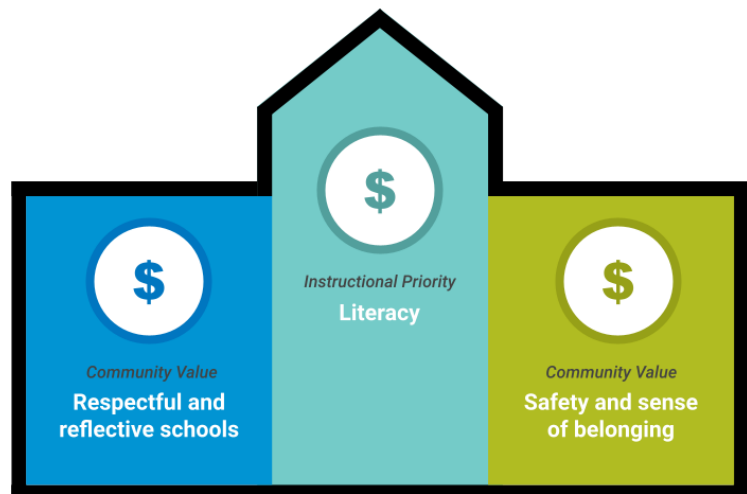 $
Community Value
Respectful and
reflective schools
$
Instructional Priority
Literacy
$
Community Value
Safety and sense
of belonging